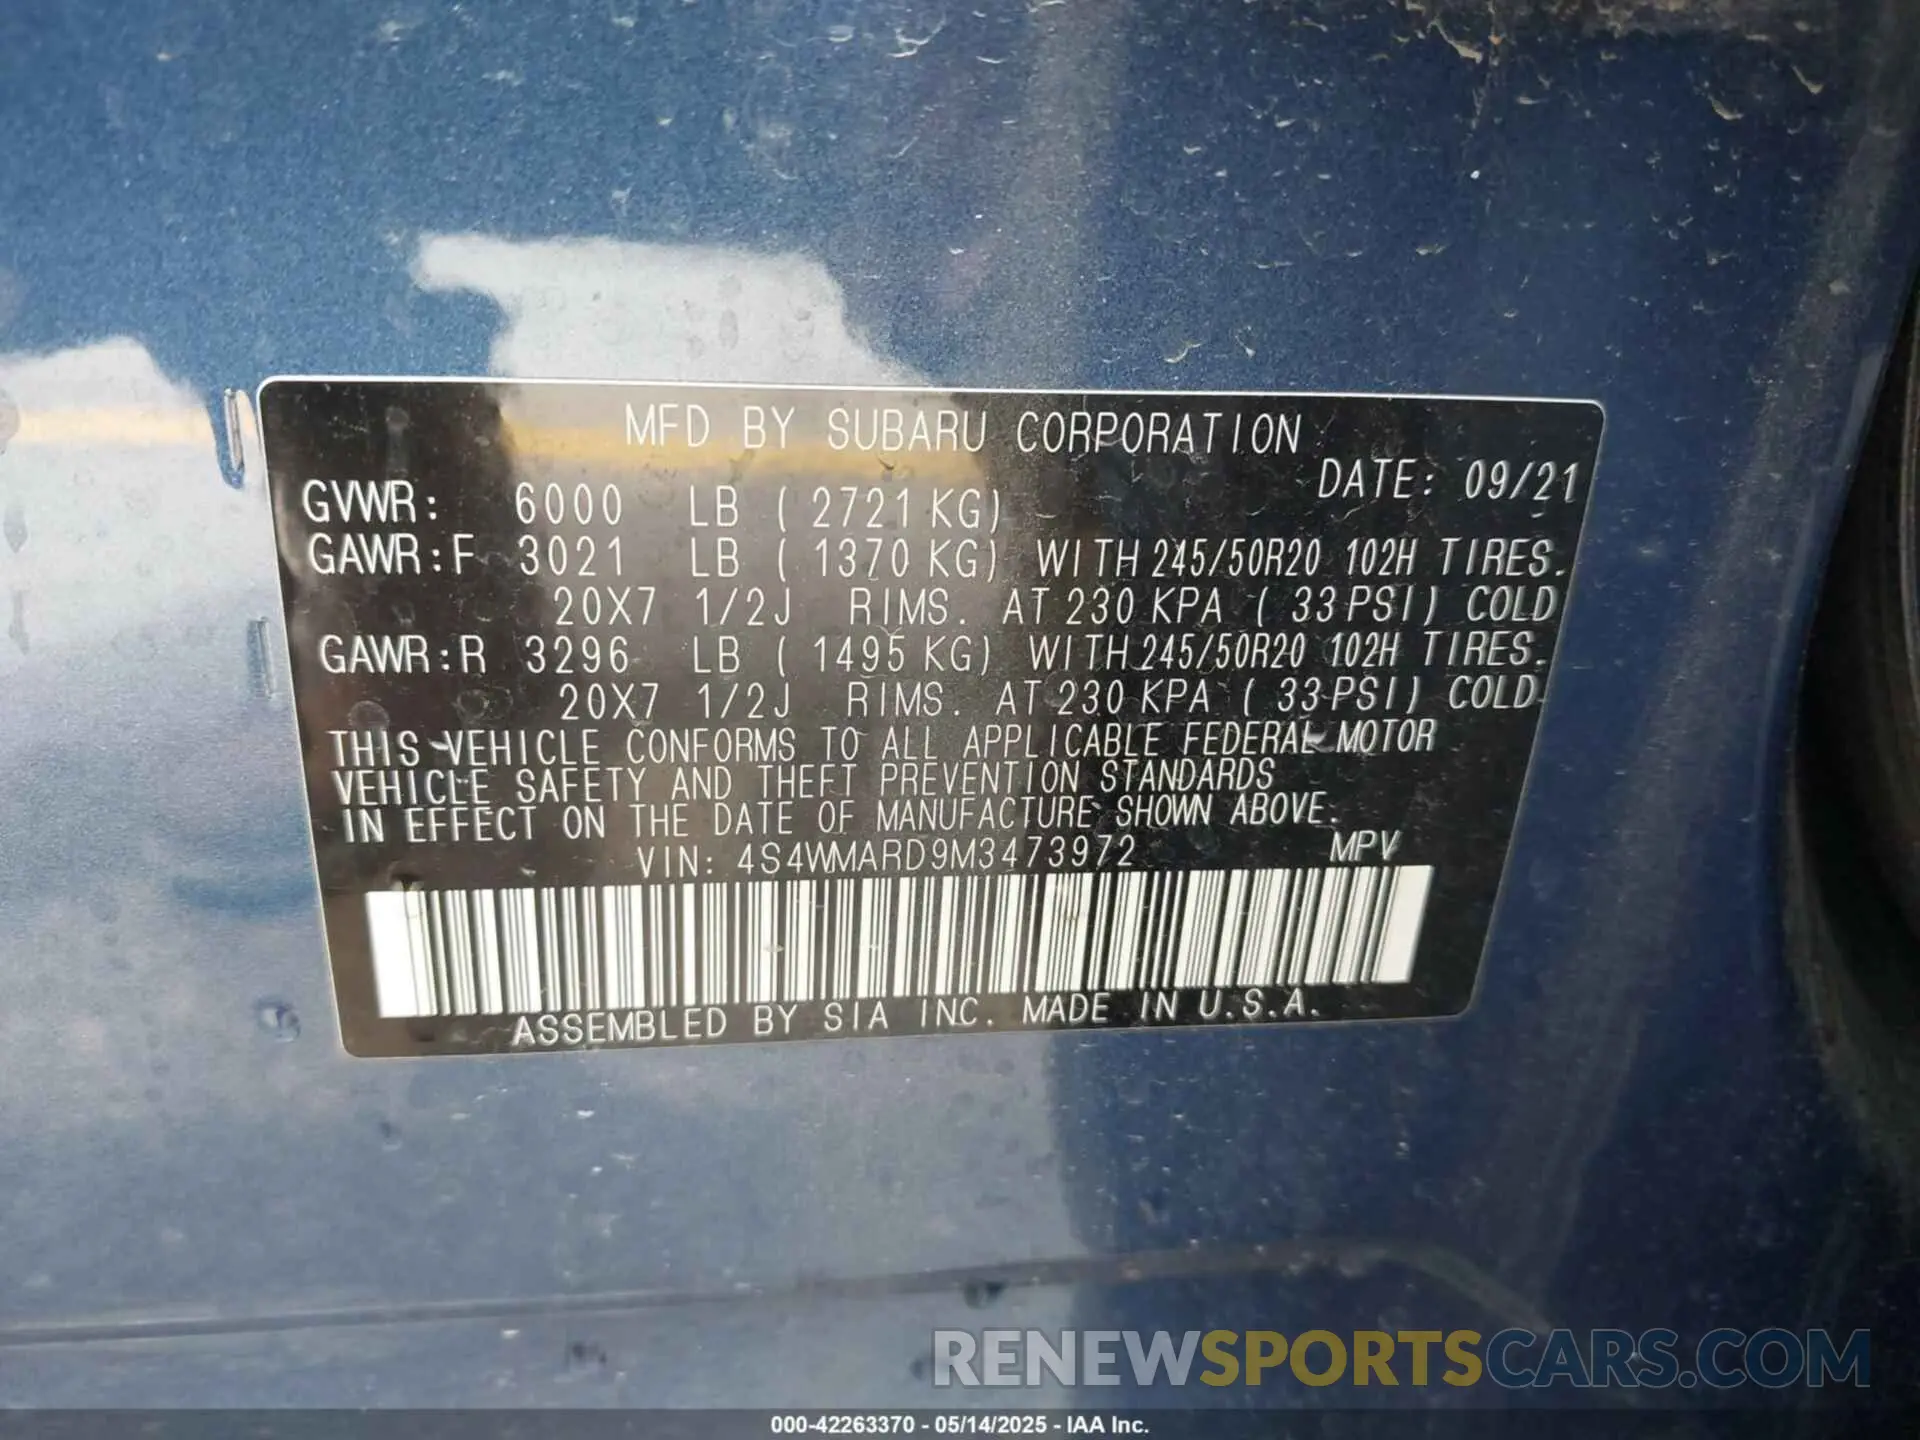 MFD BY SUBARU CORPORATION
DATE: 09/21
GVWR: 6000 LB ( 2721 KG)
GAWR:F 3021 LB ( 1370 KG) WITH 245/50R20 102H TIRES.
20X7 1/2J RIMS. AT 230 KPA ( 33 PSI) COLD
GAWR:R 3296 LB ( 1495 KG) WITH 245/50R20 102H TIRES.
20X7 1/2J RIMS. AT 230 KPA ( 33 PSI) COLD
THIS VEHICLE CONFORMS TO ALL APPLICABLE FEDERAL MOTOR
VEHICLE SAFETY AND THEFT PREVENTION STANDARDS
IN EFFECT ON THE DATE OF MANUFACTURE SHOWN ABOVE.
VIN: 4S4WMARD9M3473972 MPV
ASSEMBLED BY SIA INC. MADE IN U.S.A.
RENEWSPORTSCARS.COM
000-42263370 - 05/14/2025 - IAA Inc.